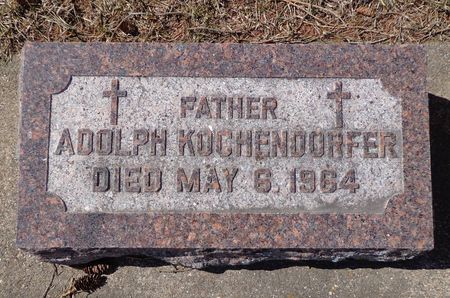 FATHER
ADOLPH KOCHENDORFER
DIED MAY 6, 1964